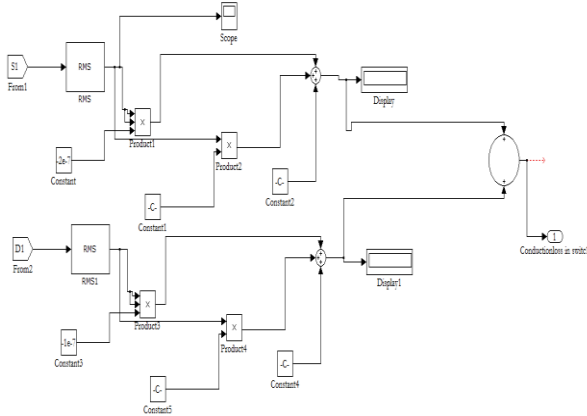 Scope
S1
From1
RMS
RMS
X
Product1
-2e-7
Constant
X
Product2
-C-
Constant1
-C-
Constant2
+
+
+
Display
+
+
1
Conductionloss in switc
D1
From2
RMS
RMS1
X
Product3
-1e-7
Constant3
X
Product4
-C-
Constant5
-C-
Constant4
+
+
+
Display1